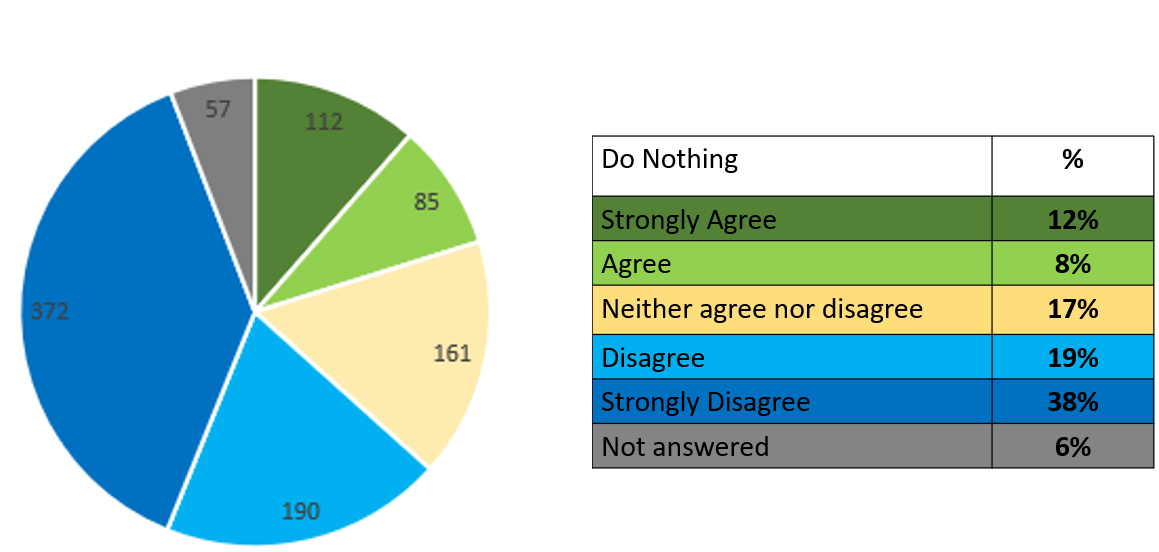 57
112
85
372
161
190
Do Nothing %
Strongly Agree 12%
Agree 8%
Neither agree nor disagree 17%
Disagree 19%
Strongly Disagree 38%
Not answered 6%